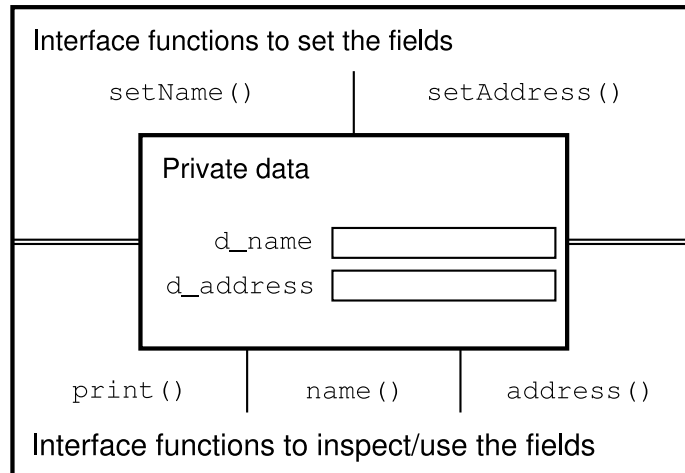 Interface functions to set the fields
setName() setAddress()
Private data
d_name
d_address
print() name() address()
Interface functions to inspect/use the fields